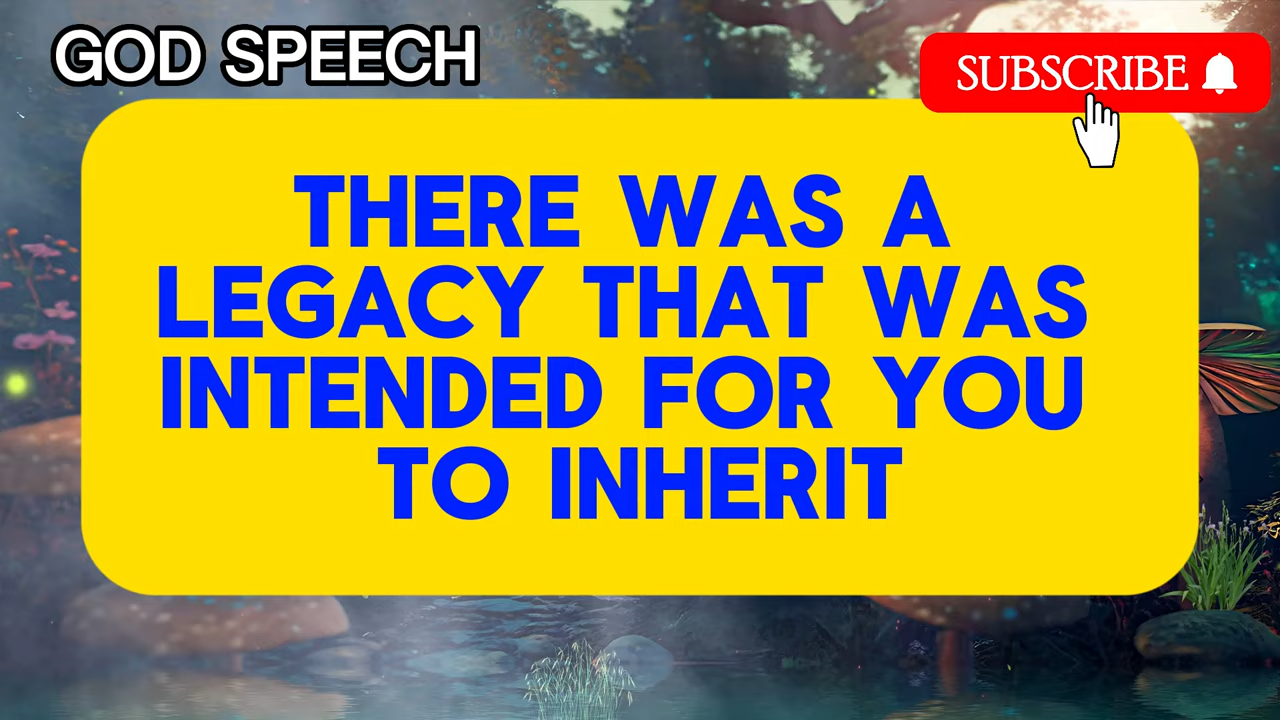 GOD SPEECH
SUBSCRIBE
THERE WAS A
LEGACY THAT WAS
INTENDED FOR YOU
TO INHERIT